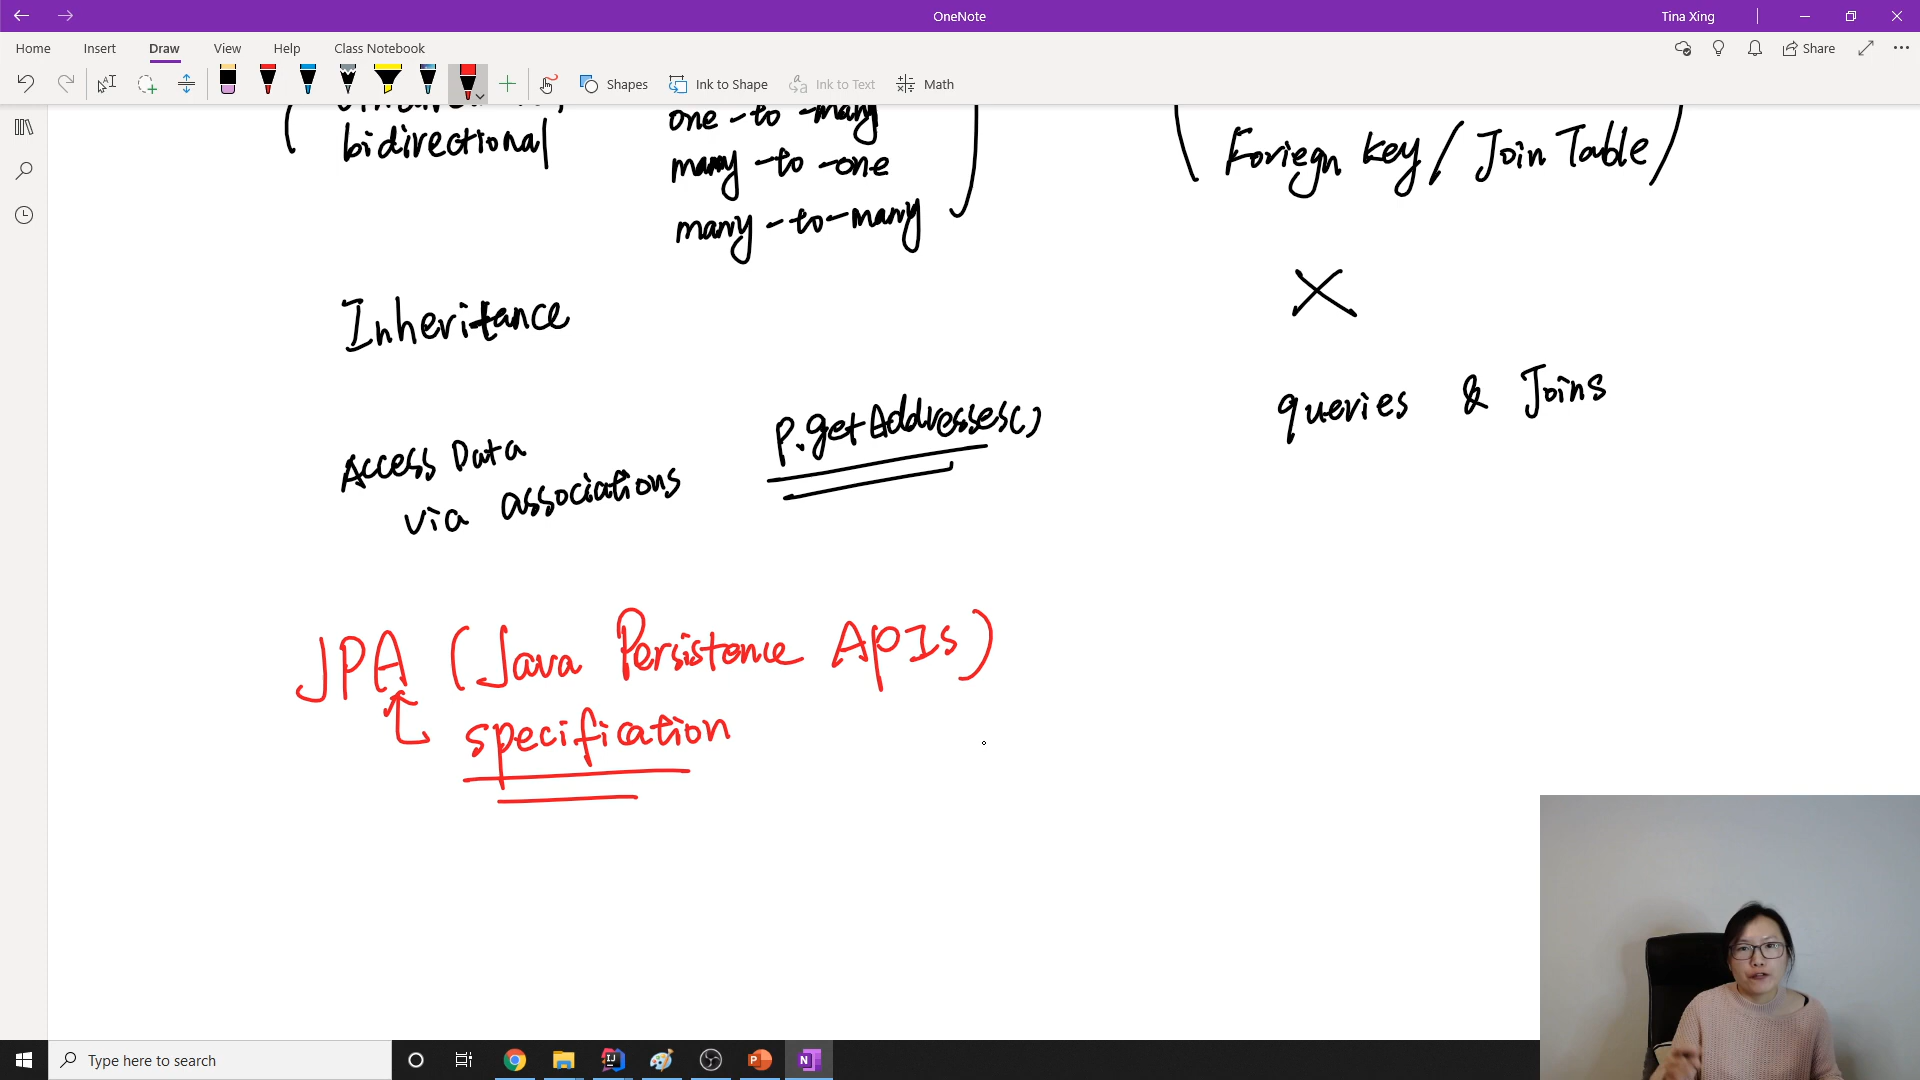 OneNote
Tina Xing
Home Insert Draw View Help Class Notebook
Share
Shapes Ink to Shape Ink to Text Math
one-to-many
bidirectional
many-to-one
many-to-many
Foriegn Key / Join Table
Inheritance
X
Access Data
via associations
P.getAddresses()
queries & Joins
JPA (Java Persistence APIs)
specification
Type here to search